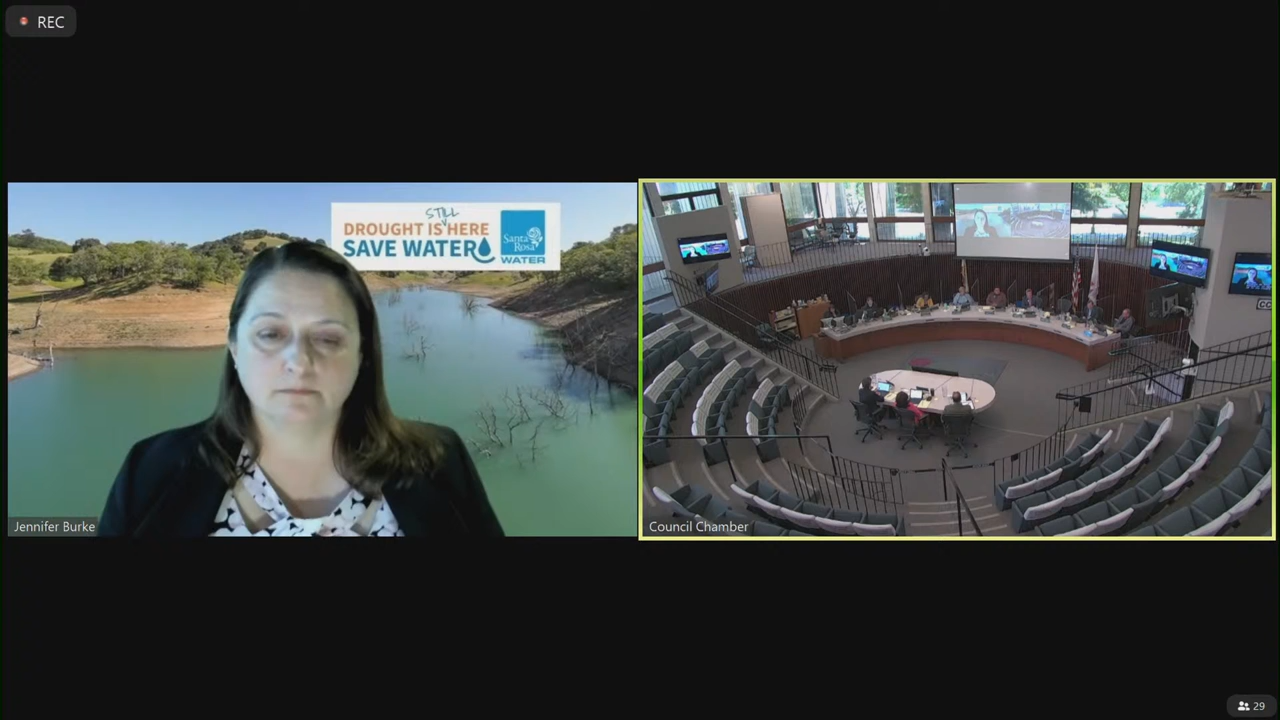 REC
STILL
DROUGHT IS HERE
SAVE WATER
Santa
Rosa
WATER
Jennifer Burke
Council Chamber
29